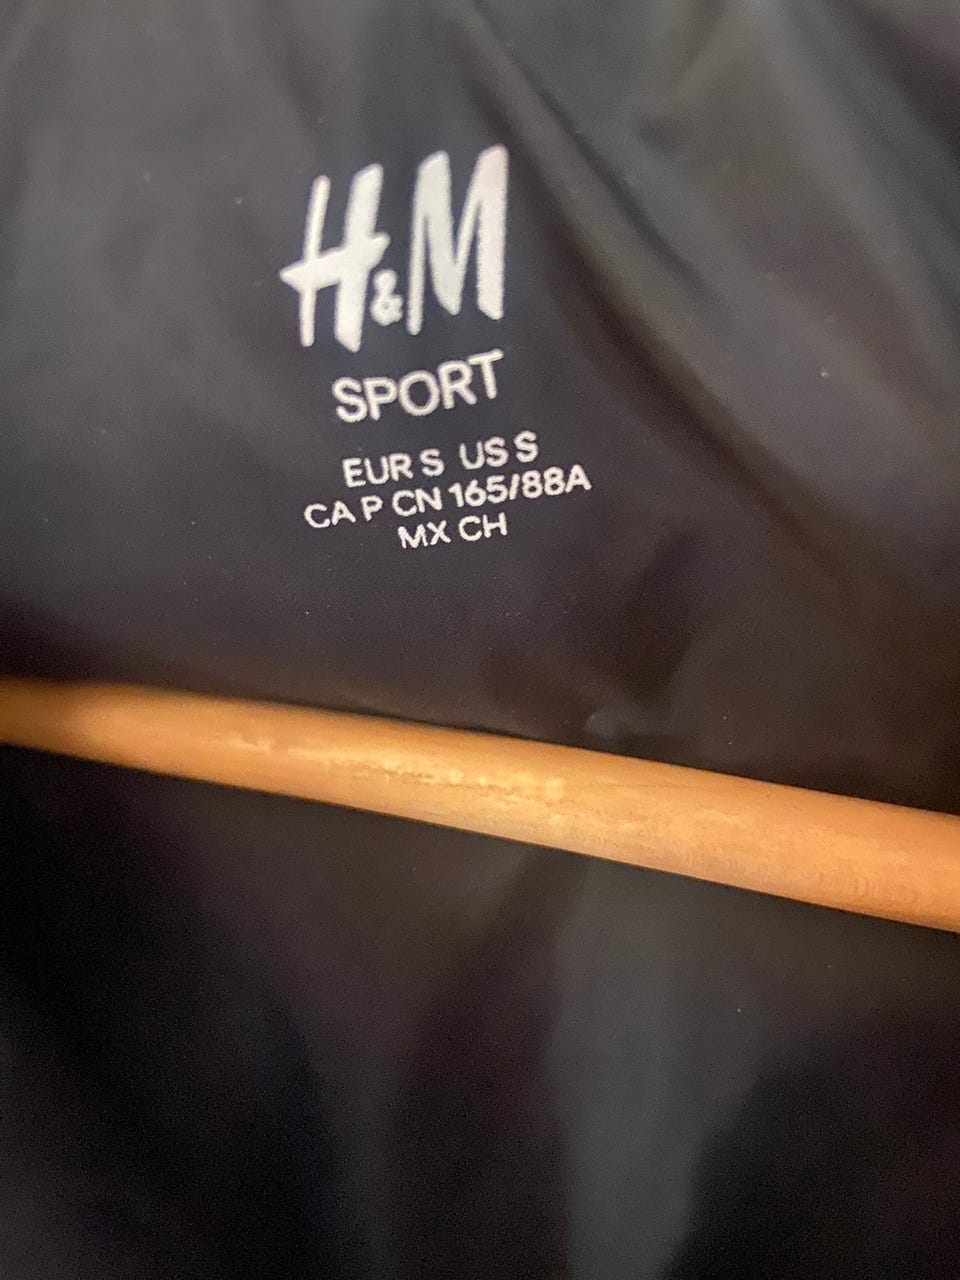 H&M
SPORT
EUR S US S
CA P CN 165/88A
MX CH